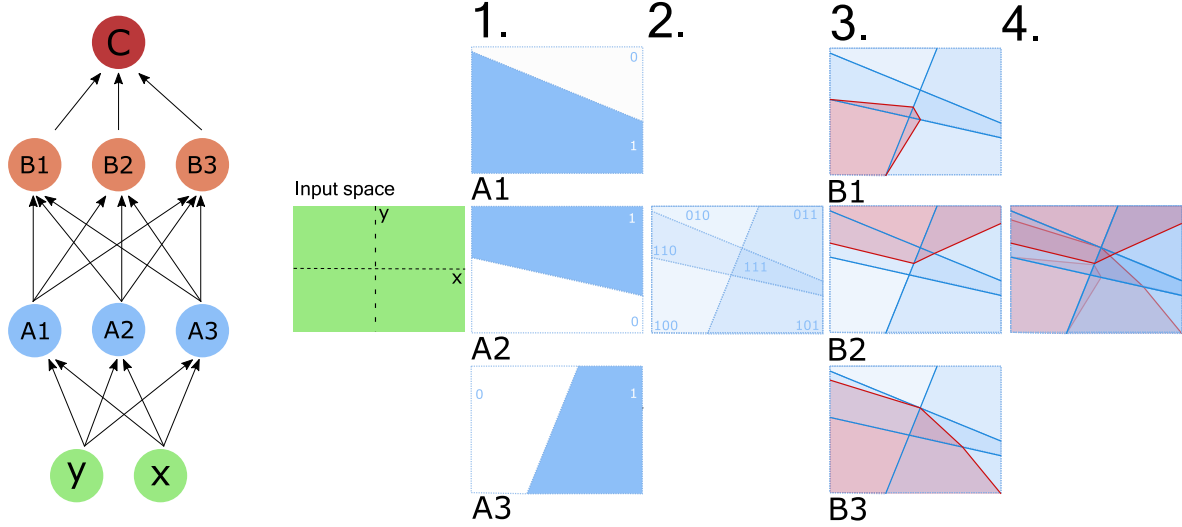 C
B1 B2 B3
A1 A2 A3
y x
Input space
y
x
1. 2. 3. 4.
0
1
A1
1
0
A2
0 1
A3
010 011
110
111
100 101
B1
B2
B3